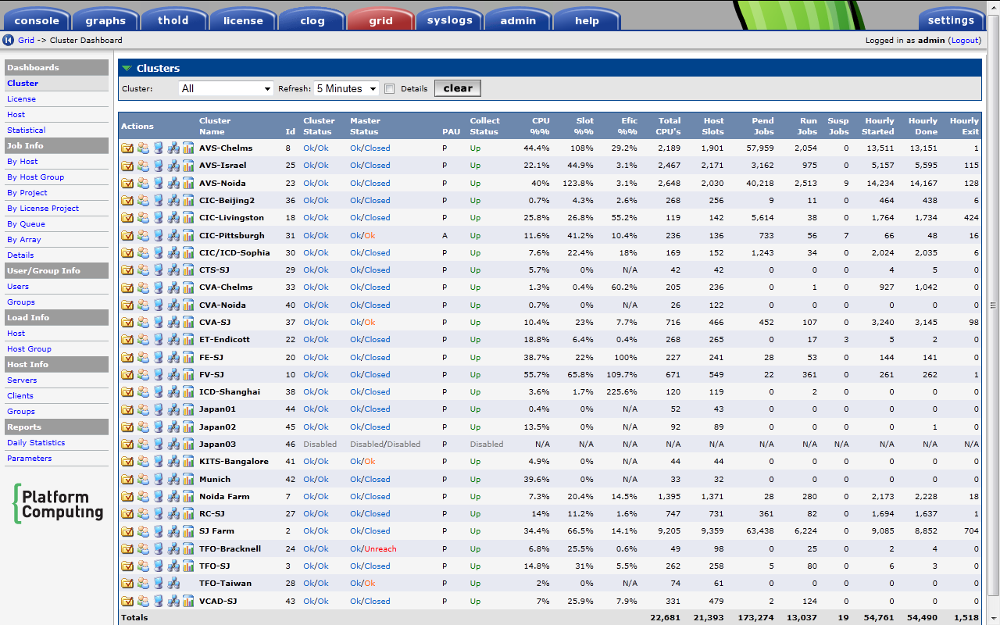 console graphs thold license clog grid syslogs admin help settings
Grid -> Cluster Dashboard Logged in as admin (Logout)
Dashboards
Cluster
License
Host
Statistical
Job Info
By Host
By Host Group
By Project
By License Project
By Queue
By Array
Details
User/Group Info
Users
Groups
Load Info
Host
Host Group
Host Info
Servers
Clients
Groups
Reports
Daily Statistics
Parameters
Platform
Computing
Clusters
Cluster: All Refresh: 5 Minutes Details clear
Actions Cluster Name Id Cluster Status Master Status PAU Collect Status CPU %% Slot %% Efic %% Total CPU's Host Slots Pend Jobs Run Jobs Susp Jobs Hourly Started Hourly Done Hourly Exit
AVS-Chelms 8 Ok/Ok Ok/Closed P Up 44.4% 108% 29.2% 2,189 1,901 57,959 2,054 0 13,511 13,151 1
AVS-Israel 25 Ok/Ok Ok/Closed P Up 22.1% 44.9% 3.1% 2,467 2,171 3,162 975 0 5,157 5,595 115
AVS-Noida 23 Ok/Ok Ok/Closed P Up 40% 123.8% 3.1% 2,648 2,030 40,218 2,513 9 14,234 14,167 128
CIC-Beijing2 36 Ok/Ok Ok/Closed P Up 0.7% 4.3% 2.6% 268 256 9 11 0 464 438 6
CIC-Livingston 18 Ok/Ok Ok/Closed P Up 25.8% 26.8% 55.2% 119 142 5,614 38 0 1,764 1,734 424
CIC-Pittsburgh 31 Ok/Ok Ok/Ok A Up 11.6% 41.2% 10.4% 236 136 733 56 7 66 48 16
CIC/ICD-Sophia 30 Ok/Ok Ok/Closed P Up 7.6% 22.4% 18% 169 152 1,243 34 0 2,024 2,035 6
CTS-SJ 29 Ok/Ok Ok/Closed P Up 5.7% 0% N/A 42 42 0 0 0 4 5 0
CVA-Chelms 33 Ok/Ok Ok/Closed P Up 1.3% 0.4% 60.2% 205 236 0 1 0 927 1,042 0
CVA-Noida 40 Ok/Ok Ok/Closed P Up 0.7% 0% N/A 26 122 0 0 0 0 0 0
CVA-SJ 37 Ok/Ok Ok/Ok P Up 10.4% 23% 7.7% 716 466 452 107 0 3,240 3,145 98
ET-Endicott 22 Ok/Ok Ok/Closed P Up 18.8% 6.4% 0.4% 268 265 0 17 3 5 2 0
FE-SJ 20 Ok/Ok Ok/Closed P Up 38.7% 22% 100% 227 241 28 53 0 144 141 0
FV-SJ 10 Ok/Ok Ok/Closed P Up 55.7% 65.8% 109.7% 671 549 22 361 0 261 262 1
ICD-Shanghai 38 Ok/Ok Ok/Closed P Up 3.6% 1.7% 225.6% 120 119 0 2 0 0 0 0
Japan01 44 Ok/Ok Ok/Closed P Up 0.4% 0% N/A 52 43 0 0 0 0 0 0
Japan02 45 Ok/Ok Ok/Closed P Up 13.5% 0% N/A 92 89 0 0 0 0 1 0
Japan03 46 Disabled Disabled/Disabled P Disabled N/A N/A N/A N/A N/A N/A N/A N/A N/A N/A N/A
KITS-Bangalore 41 Ok/Ok Ok/Ok P Up 4.9% 0% N/A 44 44 0 0 0 0 0 0
Munich 42 Ok/Ok Ok/Closed P Up 39.6% 0% N/A 33 32 0 0 0 0 0 0
Noida Farm 7 Ok/Ok Ok/Closed P Up 7.3% 20.4% 14.5% 1,395 1,371 28 280 0 2,173 2,228 18
RC-SJ 27 Ok/Ok Ok/Closed P Up 14% 11.2% 1.6% 747 731 361 82 0 1,694 1,637 1
SJ Farm 2 Ok/Ok Ok/Closed P Up 34.4% 66.5% 14.1% 9,205 9,359 63,438 6,224 0 9,085 8,852 704
TFO-Bracknell 24 Ok/Ok Ok/Unreach P Up 6.8% 25.5% 0.6% 49 98 0 25 0 2 4 0
TFO-SJ 3 Ok/Ok Ok/Closed P Up 14.8% 31% 5.5% 262 258 5 80 0 6 3 0
TFO-Taiwan 28 Ok/Ok Ok/Ok P Up 2% 0% N/A 74 61 0 0 0 0 0 0
VCAD-SJ 43 Ok/Ok Ok/Closed P Up 7% 25.9% 7.9% 331 479 2 124 0 0 0 0
Totals 22,681 21,393 173,274 13,037 19 54,761 54,490 1,518